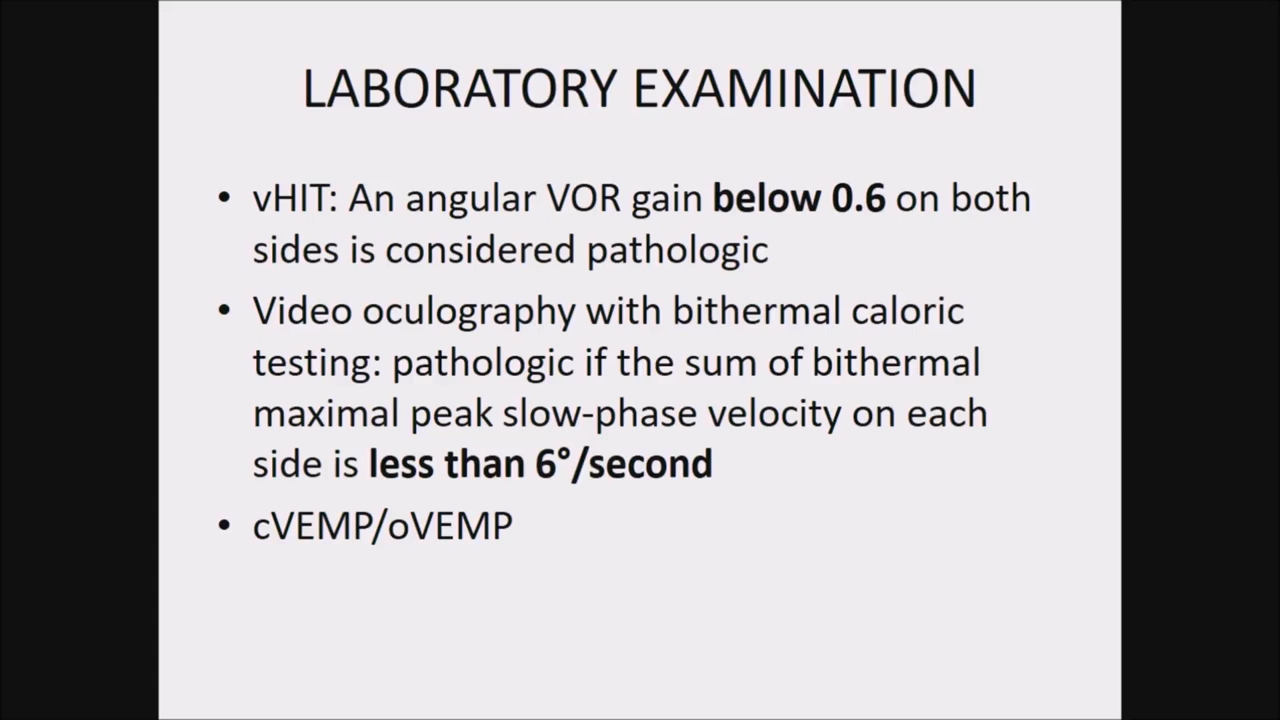 LABORATORY EXAMINATION
• vHIT: An angular VOR gain below 0.6 on both
sides is considered pathologic
• Video oculography with bithermal caloric
testing: pathologic if the sum of bithermal
maximal peak slow-phase velocity on each
side is less than 6°/second
• cVEMP/oVEMP